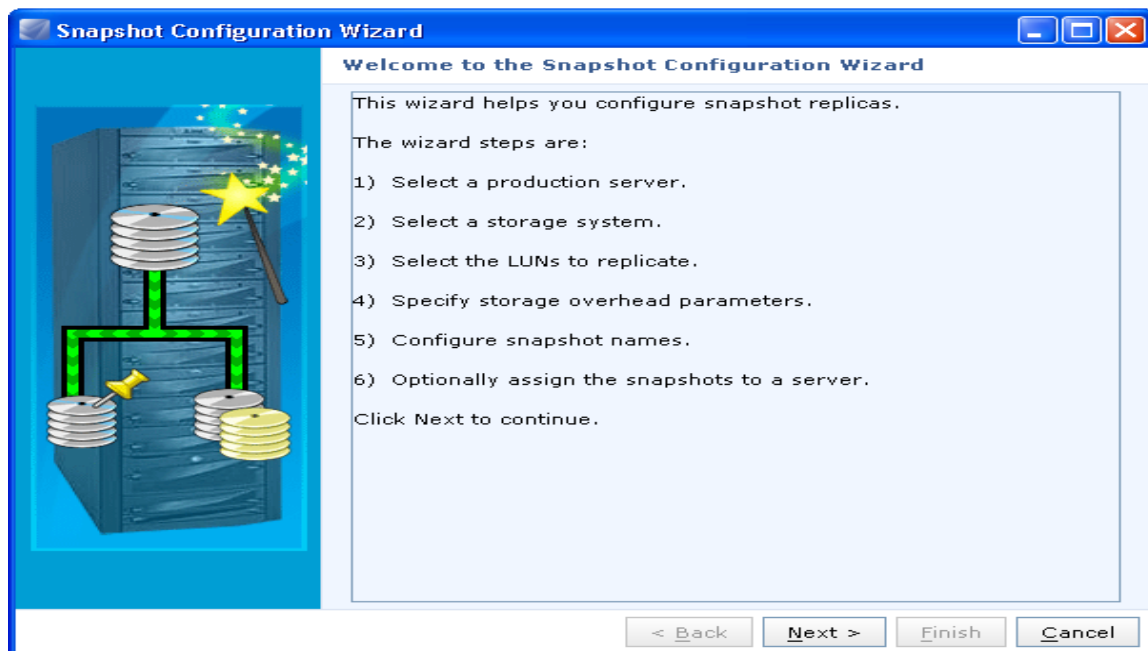 Snapshot Configuration Wizard
Welcome to the Snapshot Configuration Wizard
This wizard helps you configure snapshot replicas.
The wizard steps are:
1) Select a production server.
2) Select a storage system.
3) Select the LUNs to replicate.
4) Specify storage overhead parameters.
5) Configure snapshot names.
6) Optionally assign the snapshots to a server.
Click Next to continue.
< Back Next > Finish Cancel